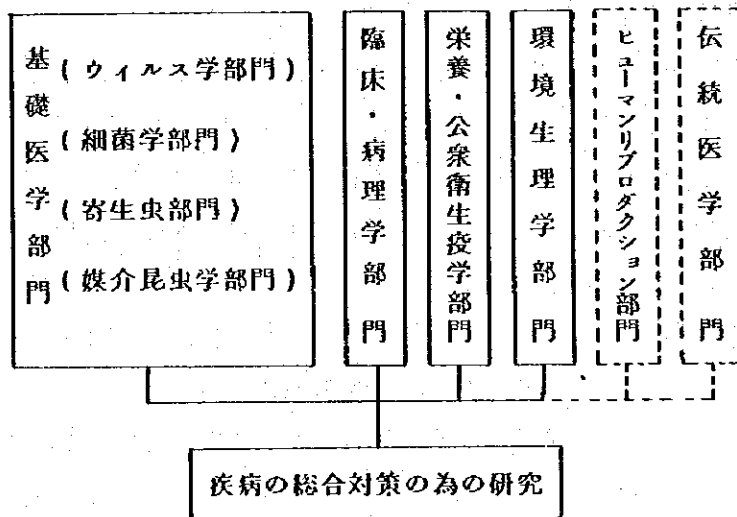 基礎医学部門
(ウィルス学部門)
(細菌学部門)
(寄生虫部門)
(媒介昆虫学部門)
臨床・病理学部門
栄養・公衆衛生疫学部門
環境生理学部門
ヒューマンリプロダクション部門
伝統医学部門
疾病の総合対策の為の研究